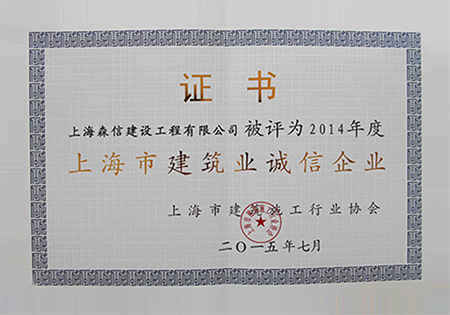 证书
上海森信建设工程有限公司 被评为2014年度
上海市建筑业诚信企业
上海市建筑施工行业协会
二〇一五年七月